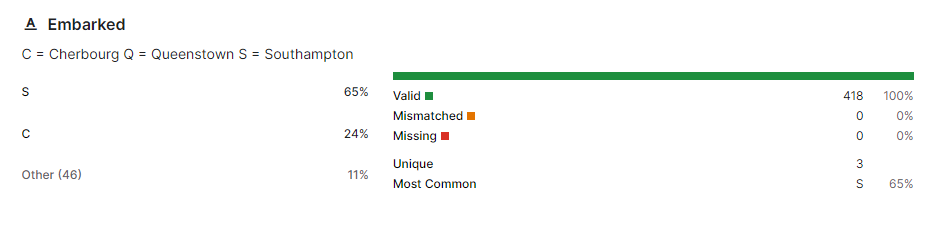 A Embarked
C = Cherbourg Q = Queenstown S = Southampton
S 65%
C 24%
Other (46) 11%
Valid 418 100%
Mismatched 0 0%
Missing 0 0%
Unique 3
Most Common S 65%